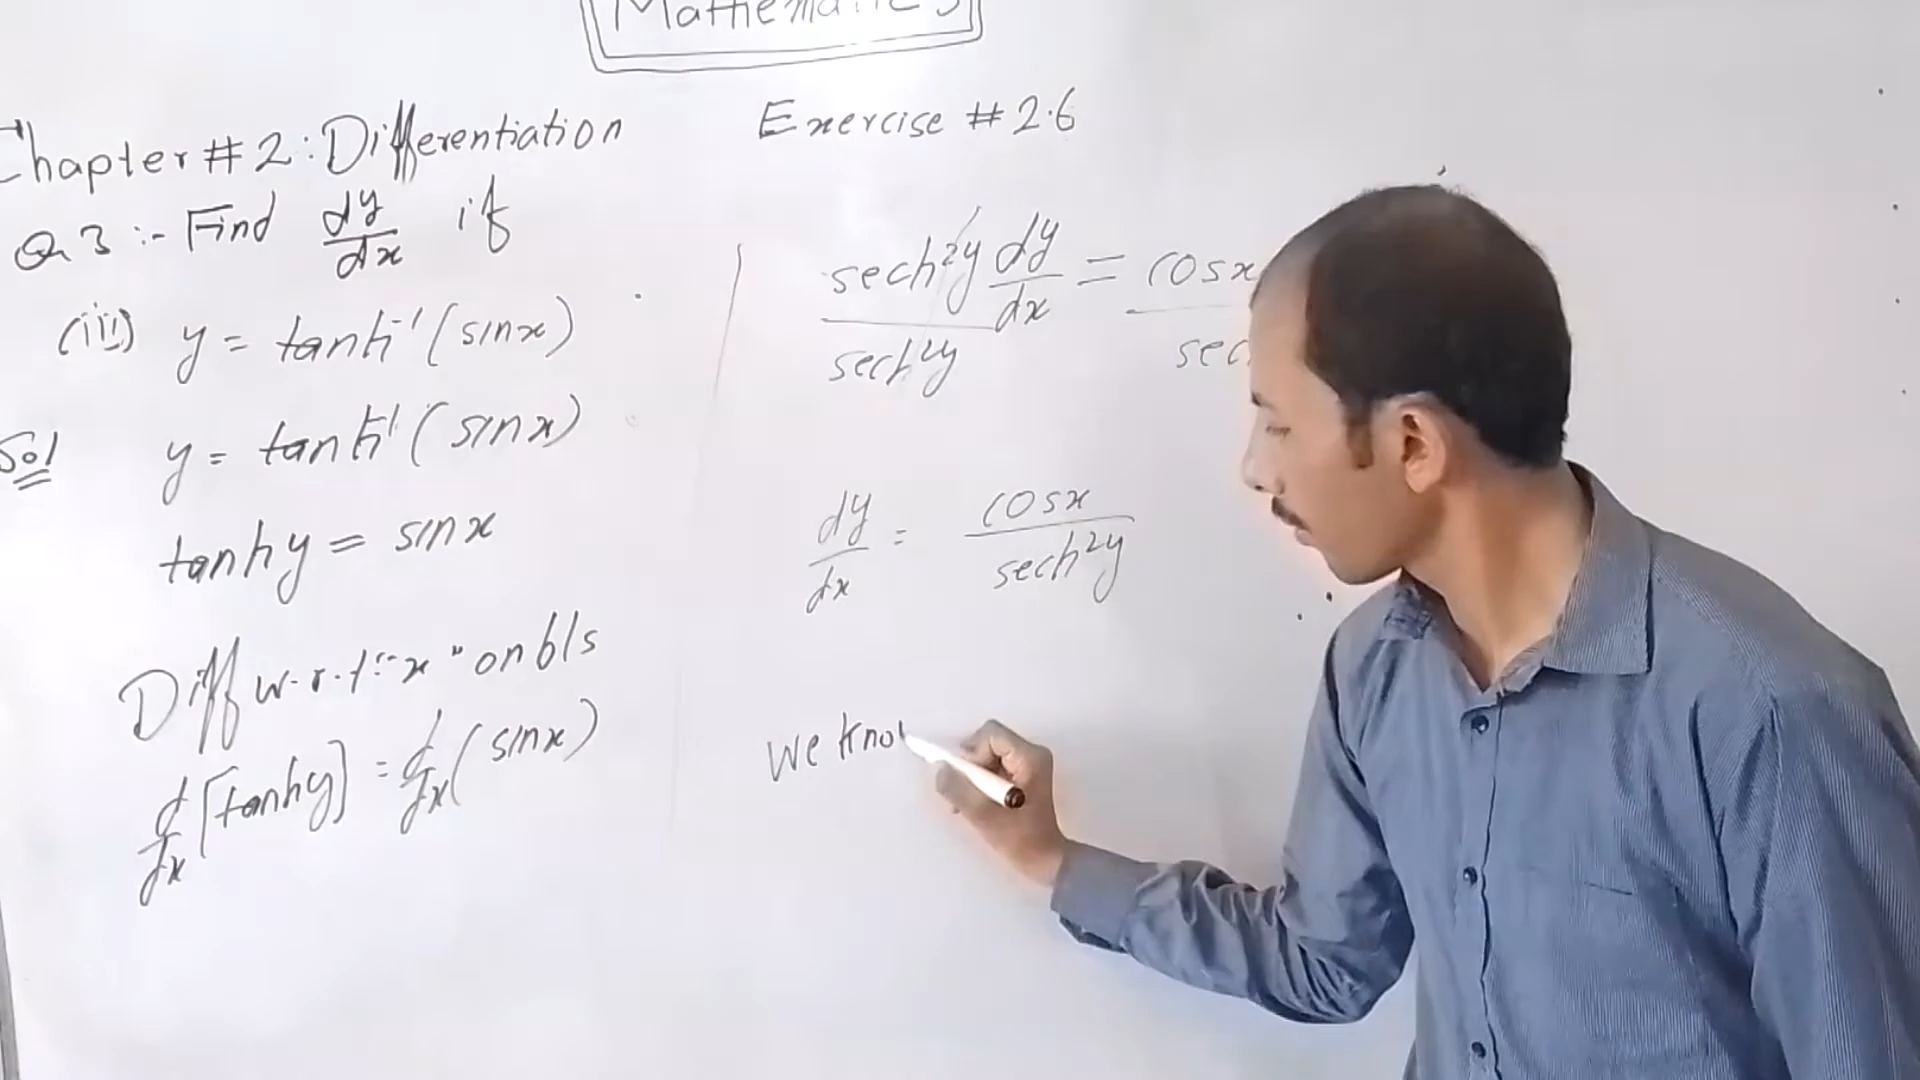 Mathematics
Chapter # 2 : Differentiation
Exercise # 2.6
Q 3 :- Find dy/dx if
(iii) y = tanh⁻¹ (sinx)
Sol y = tanh⁻¹ (sinx)
tanhy = sinx
Diff w.r.t "x" on b/s
d/dx [tanhy] = d/dx (sinx)
sech²y dy/dx / sech²y = cosx / sec
dy/dx = cosx / sech²y
we know